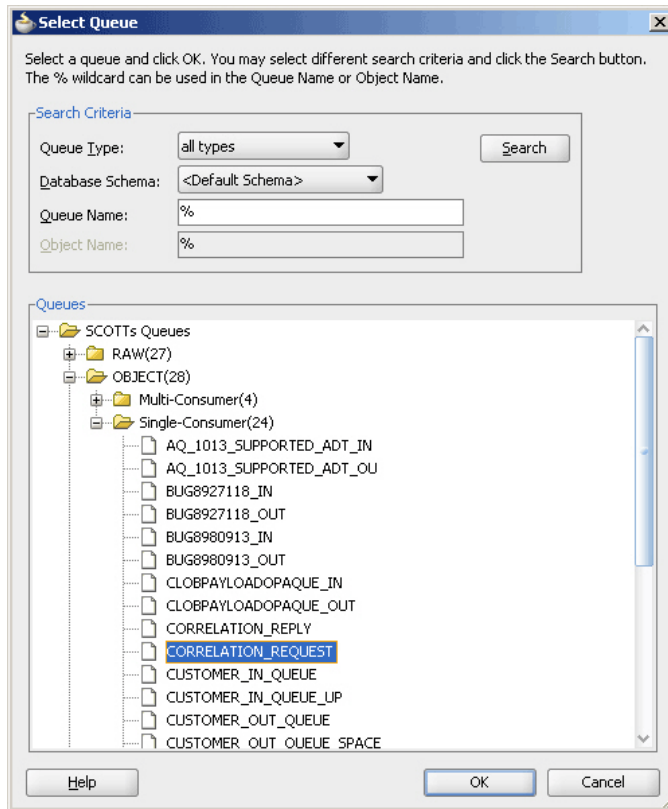 Select Queue
Select a queue and click OK. You may select different search criteria and click the Search button.
The % wildcard can be used in the Queue Name or Object Name.
Search Criteria
Queue Type: all types Search
Database Schema: <Default Schema>
Queue Name: %
Object Name: %
Queues
SCOTTs Queues
RAW(27)
OBJECT(28)
Multi-Consumer(4)
Single-Consumer(24)
AQ_1013_SUPPORTED_ADT_IN
AQ_1013_SUPPORTED_ADT_OU
BUG8927118_IN
BUG8927118_OUT
BUG8980913_IN
BUG8980913_OUT
CLOBPAYLOADOPAQUE_IN
CLOBPAYLOADOPAQUE_OUT
CORRELATION_REPLY
CORRELATION_REQUEST
CUSTOMER_IN_QUEUE
CUSTOMER_IN_QUEUE_UP
CUSTOMER_OUT_QUEUE
CUSTOMER_OUT_QUEUE_SPACE
Help OK Cancel